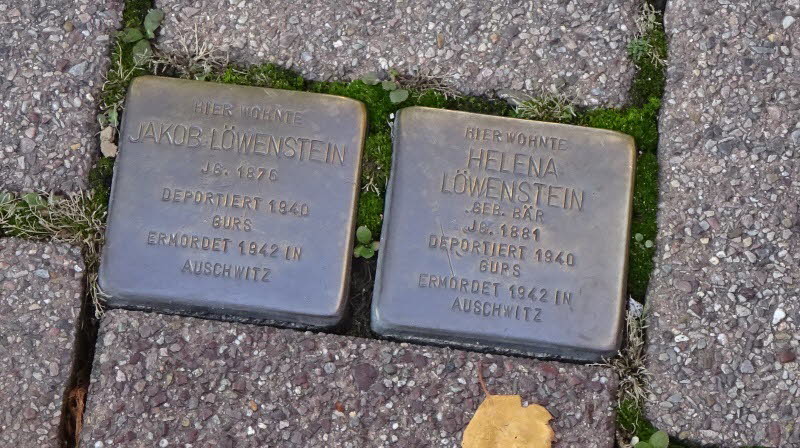 HIER WOHNTE
JAKOB LÖWENSTEIN
JG. 1876
DEPORTIERT 1940
GURS
ERMORDET 1942 IN
AUSCHWITZ
HIER WOHNTE
HELENA
LÖWENSTEIN
GEB. BÄR
JG. 1881
DEPORTIERT 1940
GURS
ERMORDET 1942 IN
AUSCHWITZ